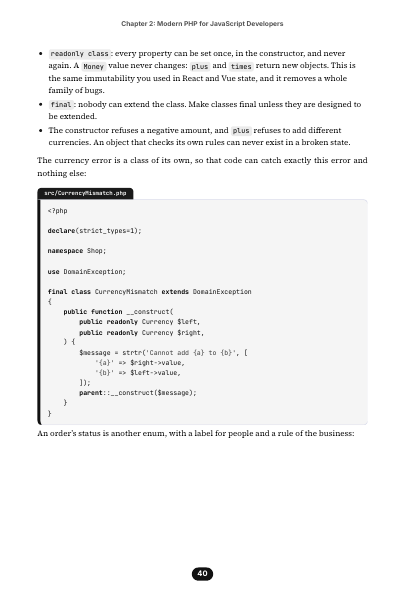 Chapter 2: Modern PHP for JavaScript Developers
• readonly class: every property can be set once, in the constructor, and never
again. A Money value never changes: plus and times return new objects. This is
the same immutability you used in React and Vue state, and it removes a whole
family of bugs.
• final: nobody can extend the class. Make classes final unless they are designed to
be extended.
• The constructor refuses a negative amount, and plus refuses to add different
currencies. An object that checks its own rules can never exist in a broken state.
The currency error is a class of its own, so that code can catch exactly this error and
nothing else:
src/CurrencyMismatch.php
<?php
declare(strict_types=1);
namespace Shop;
use DomainException;
final class CurrencyMismatch extends DomainException
{
    public function __construct(
        public readonly Currency $left,
        public readonly Currency $right,
    ) {
        $message = strtr('Cannot add {a} to {b}', [
            '{a}' => $right->value,
            '{b}' => $left->value,
        ]);
        parent::__construct($message);
    }
}
An order's status is another enum, with a label for people and a rule of the business:
40